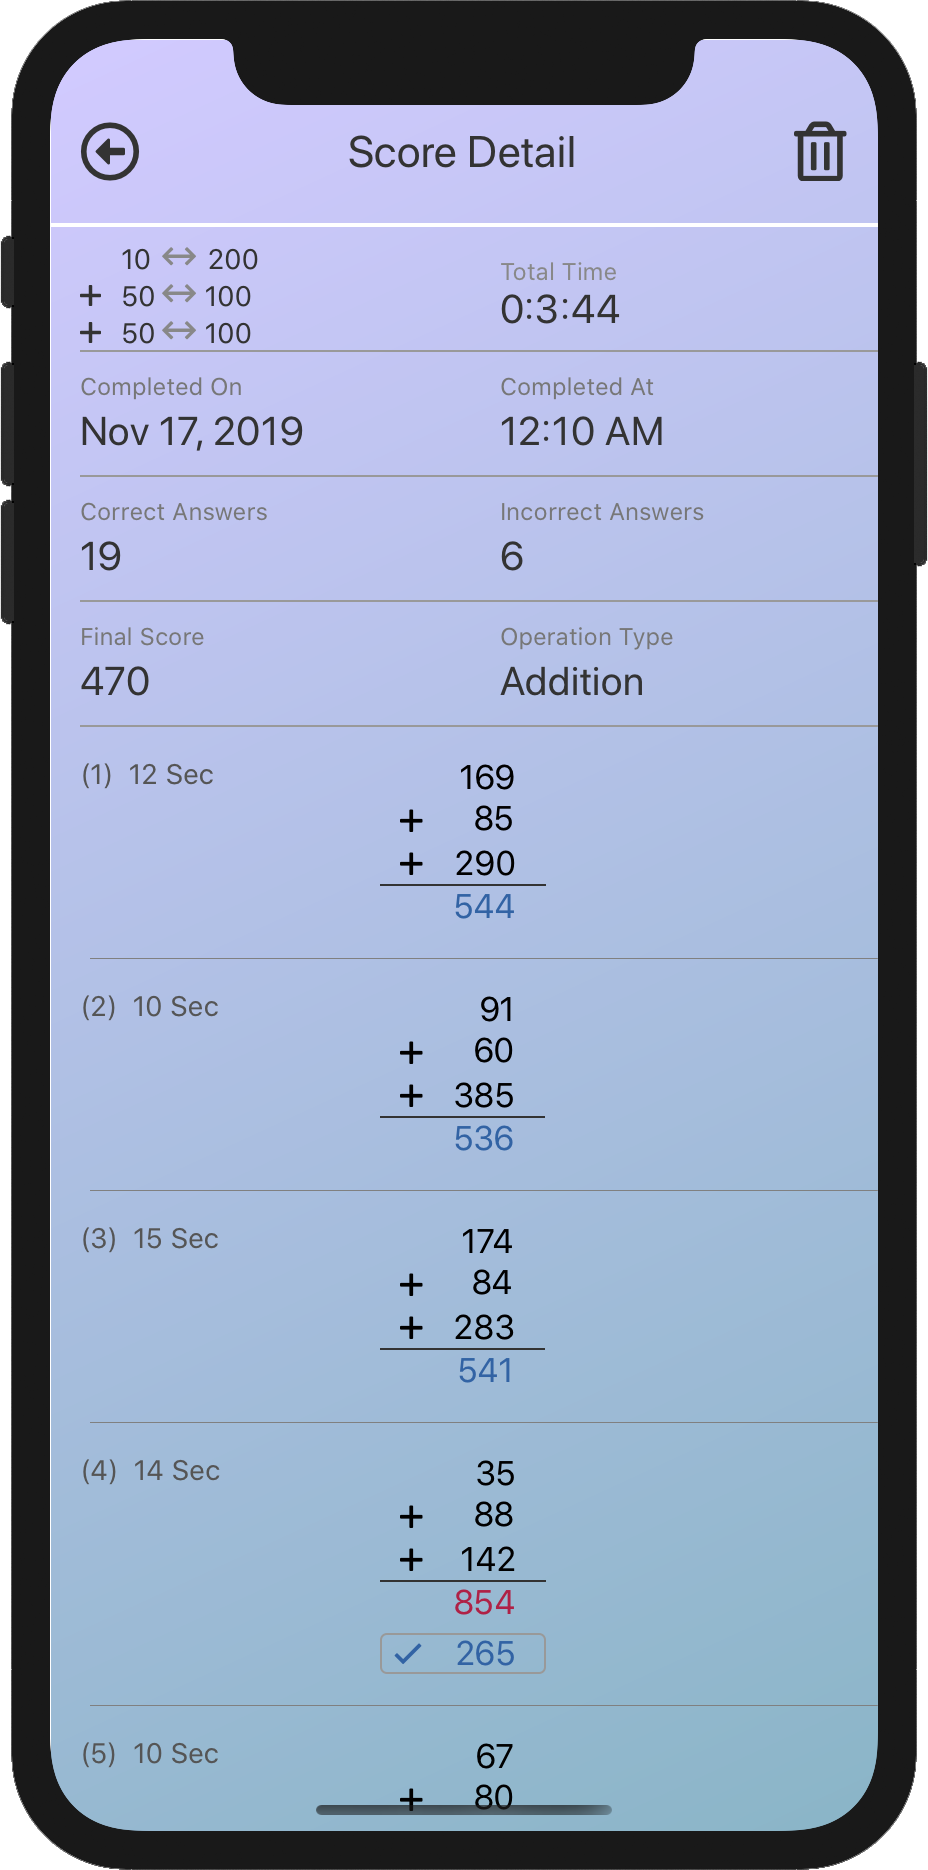 Score Detail
10 ↔ 200
+ 50 ↔ 100
+ 50 ↔ 100
Total Time
0:3:44
Completed On
Nov 17, 2019
Completed At
12:10 AM
Correct Answers
19
Incorrect Answers
6
Final Score
470
Operation Type
Addition
(1) 12 Sec
169
+ 85
+ 290
544
(2) 10 Sec
91
+ 60
+ 385
536
(3) 15 Sec
174
+ 84
+ 283
541
(4) 14 Sec
35
+ 88
+ 142
854
✓ 265
(5) 10 Sec
67
+ 80